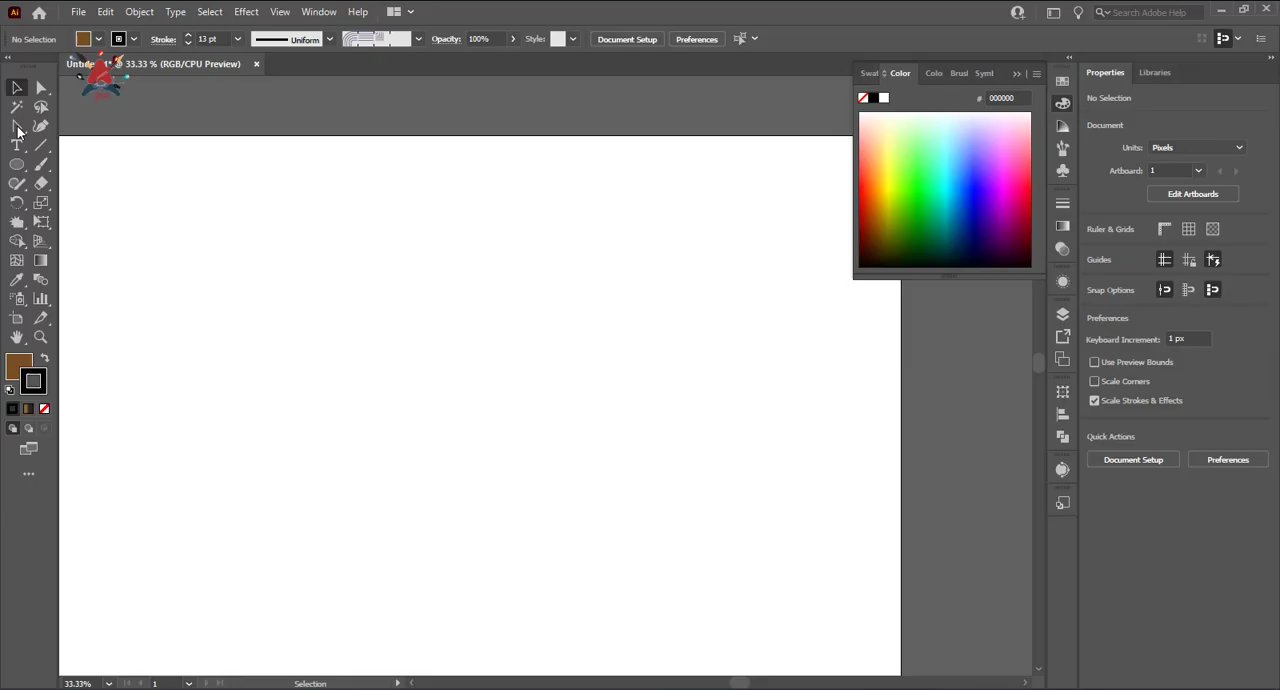 Ai File Edit Object Type Select Effect View Window Help Search Adobe Help
No Selection Stroke: 13 pt Uniform Opacity: 100% Style: Document Setup Preferences
@ 33.33 % (RGB/CPU Preview) ×
Swat Color Colo Brus Symb Properties Libraries
# 000000
No Selection
Document
Units: Pixels
Artboard: 1
Edit Artboards
Ruler & Grids
Guides
Snap Options
Preferences
Keyboard Increment: 1 px
Use Preview Bounds
Scale Corners
Scale Strokes & Effects
Quick Actions
Document Setup Preferences
33.33% 1 Selection